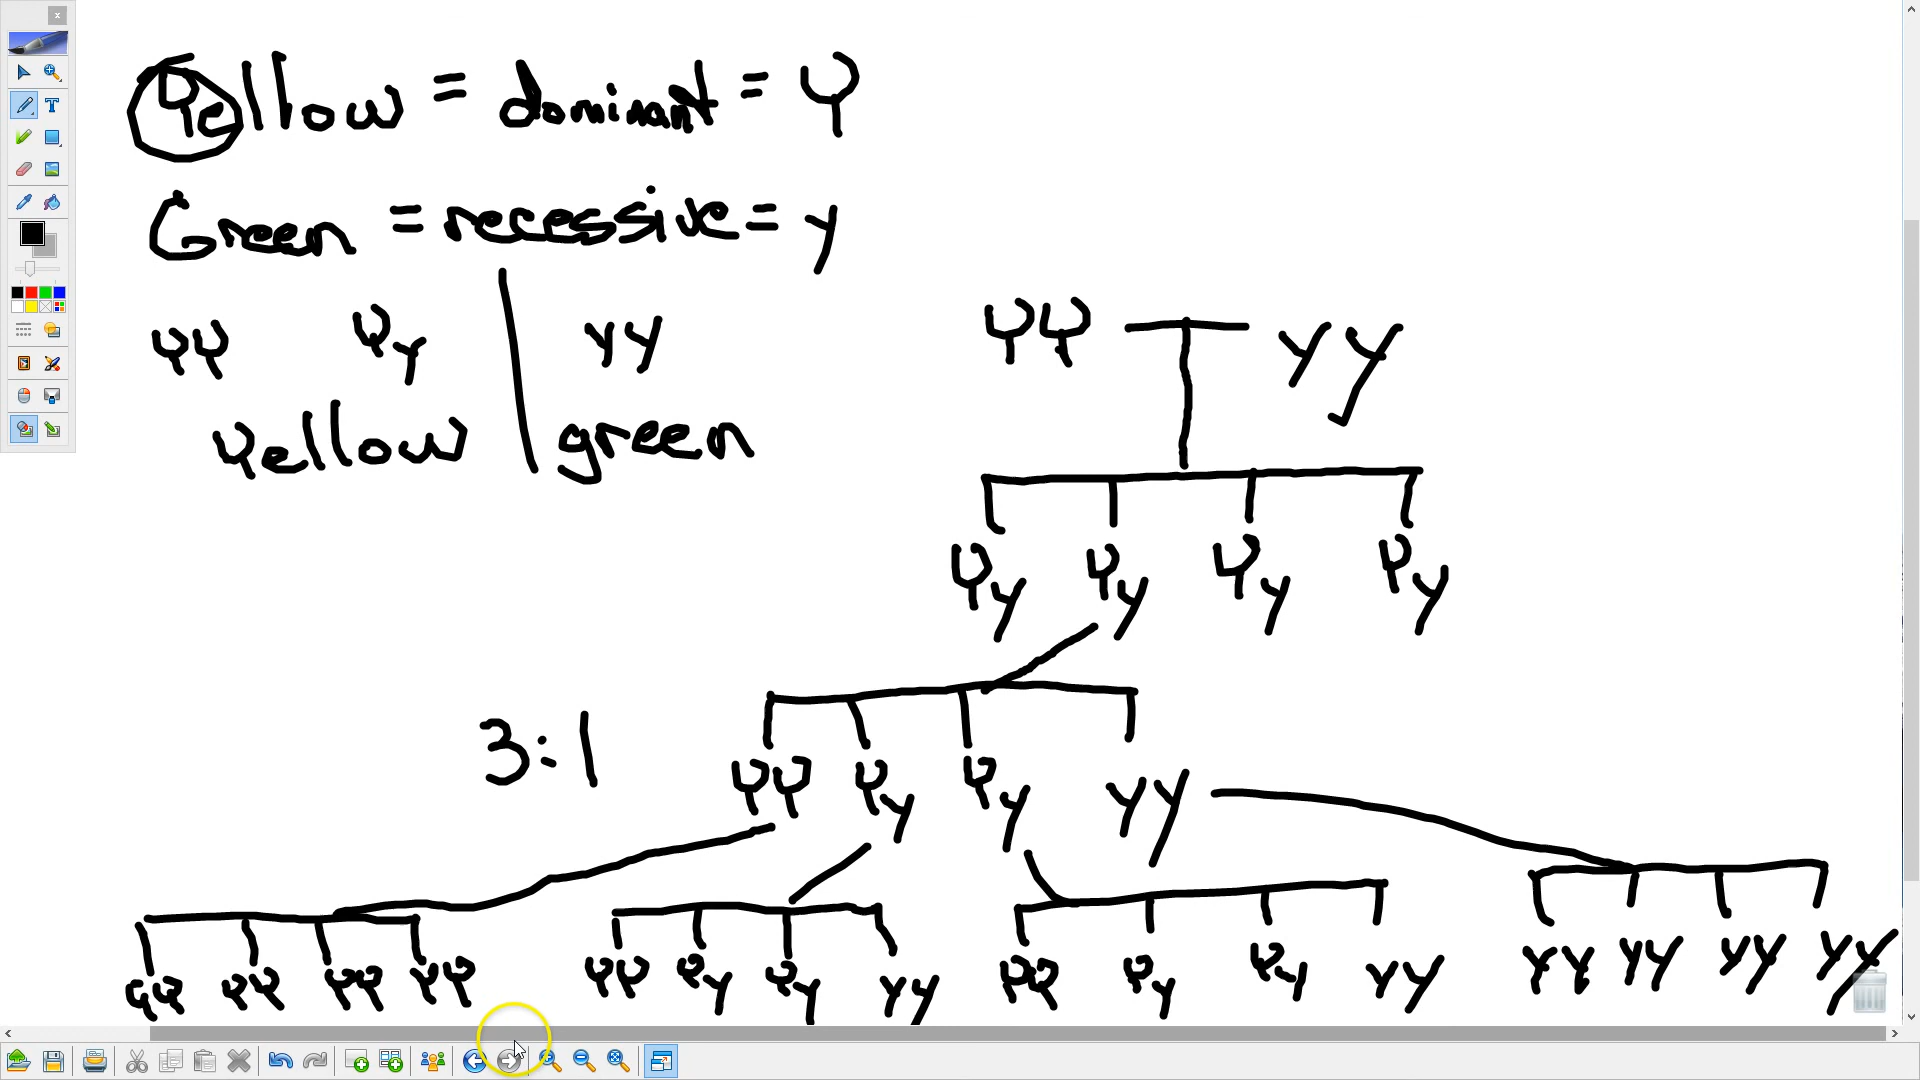 Yellow = dominant = Y
Green = recessive = y
YY Yy yy
Yellow green
YY yy
Yy Yy Yy Yy
3:1
YY Yy Yy yy
YY YY YY YY YY Yy Yy yy YY Yy Yy yy yy yy yy yy